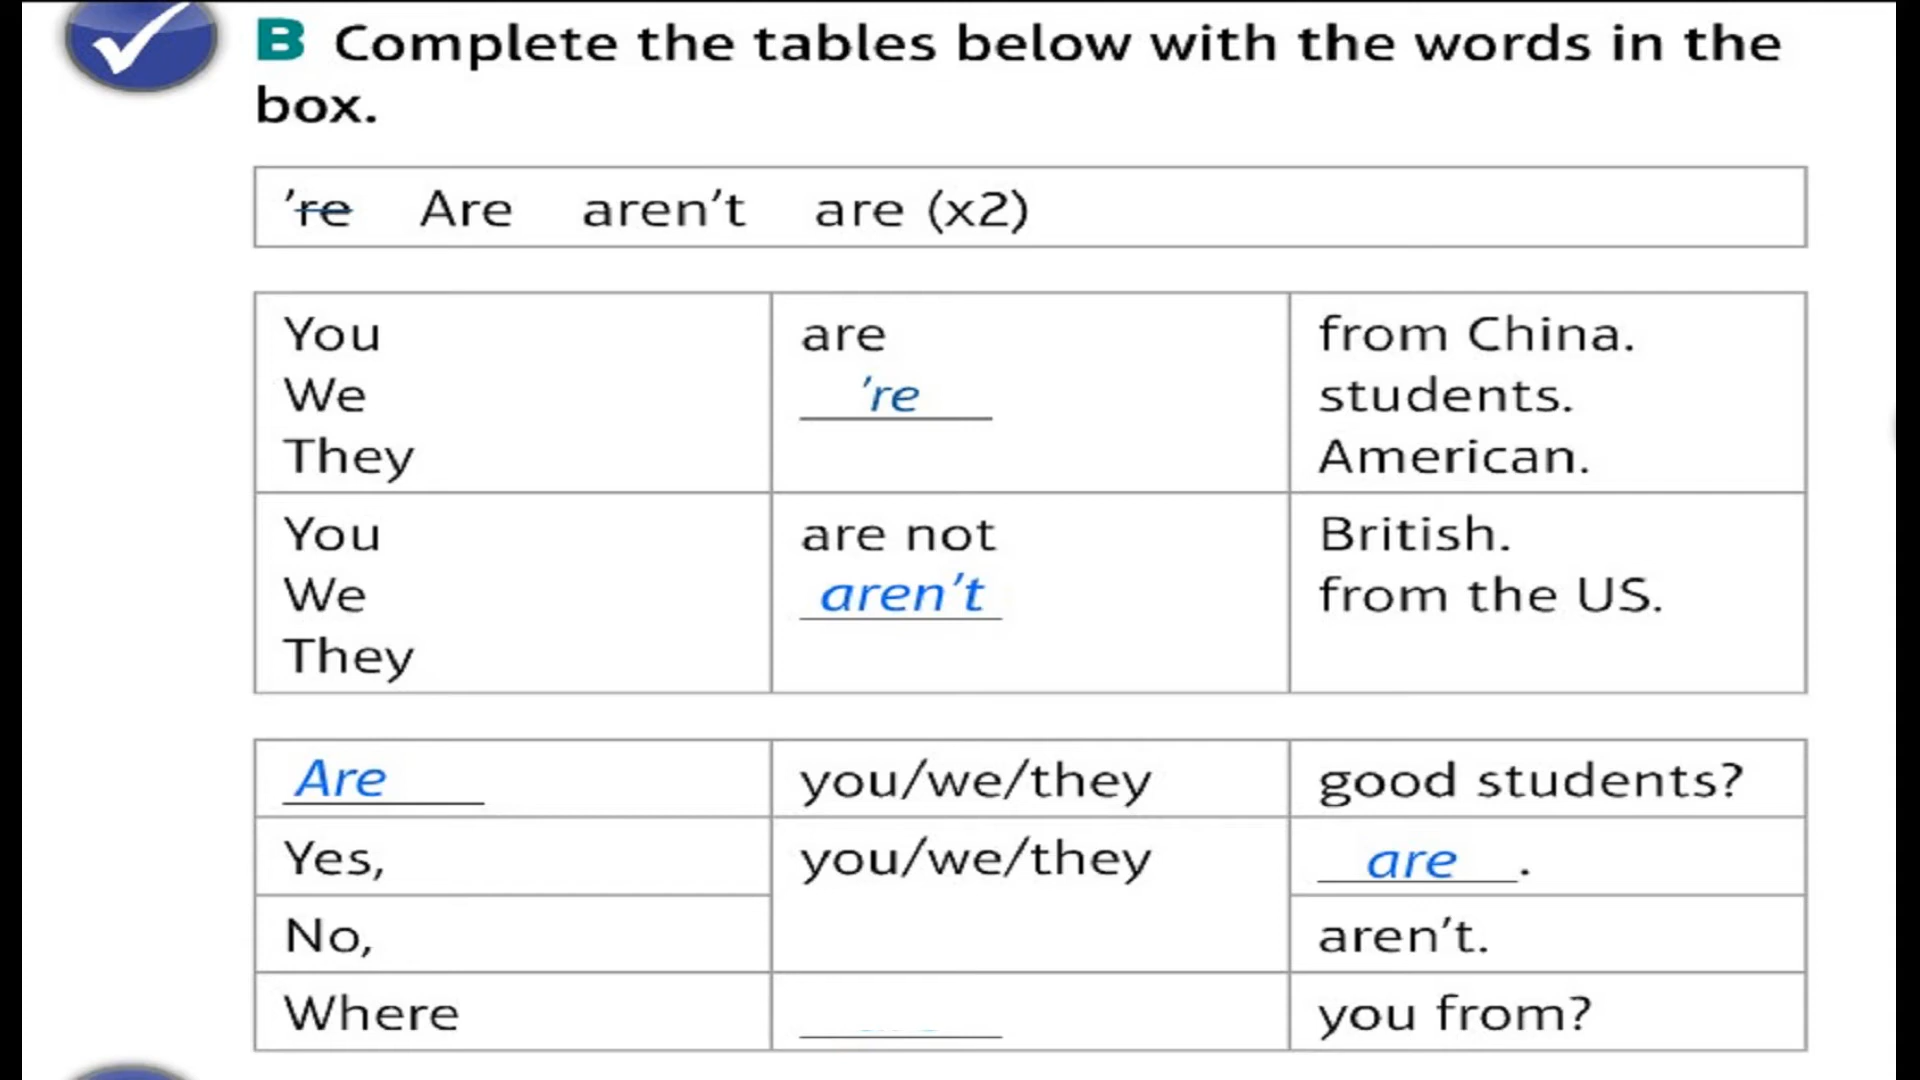 B Complete the tables below with the words in the
box.
’re Are aren’t are (x2)
You are from China.
We ’re students.
They American.
You are not British.
We aren’t from the US.
They
Are you/we/they good students?
Yes, you/we/they are.
No, aren’t.
Where you from?